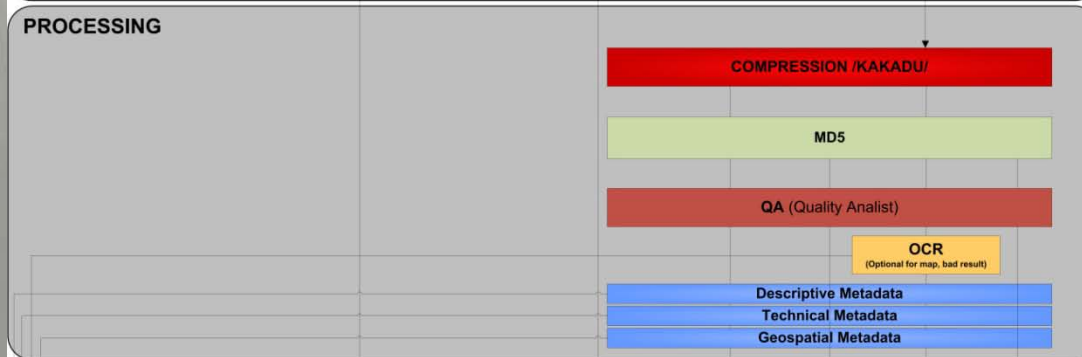 PROCESSING
COMPRESSION /KAKADU/
MD5
QA (Quality Analist)
OCR
(Optional for map, bad result)
Descriptive Metadata
Technical Metadata
Geospatial Metadata